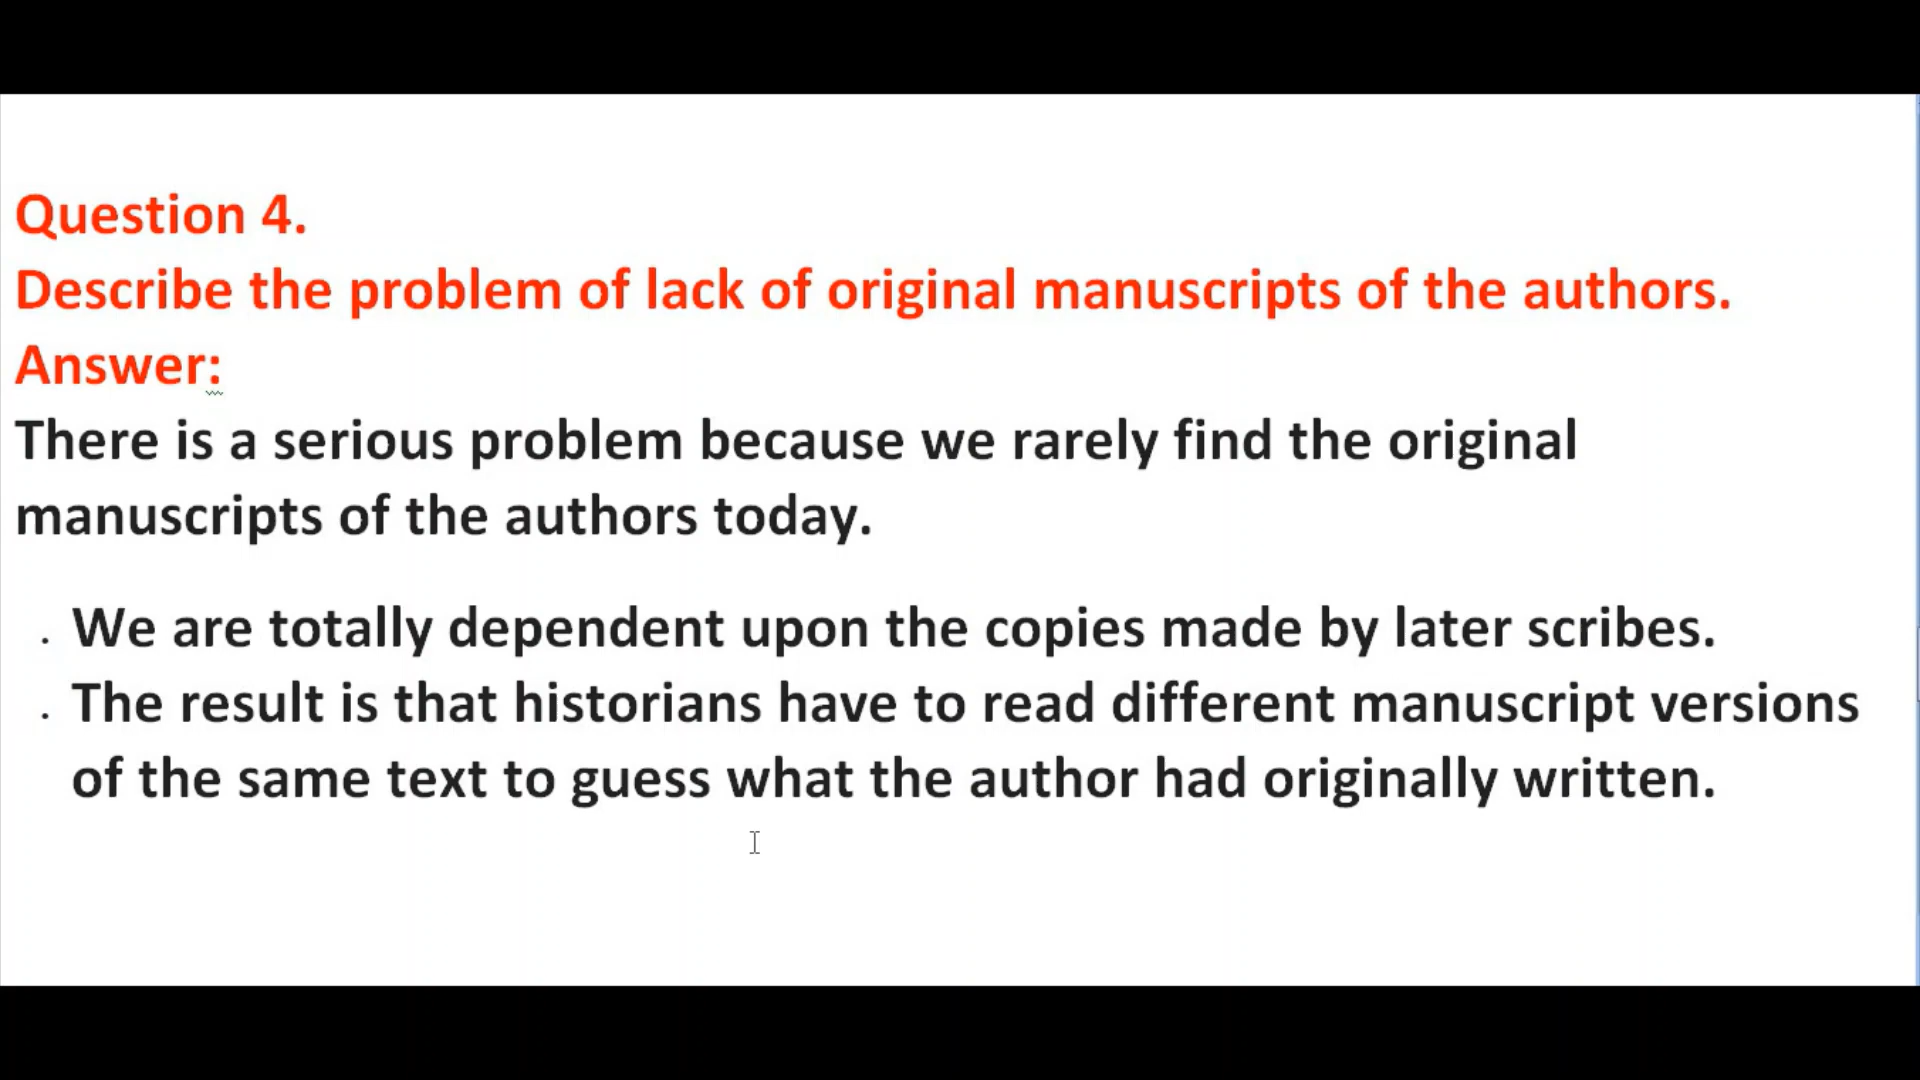 Question 4.
Describe the problem of lack of original manuscripts of the authors.
Answer:
There is a serious problem because we rarely find the original
manuscripts of the authors today.
. We are totally dependent upon the copies made by later scribes.
. The result is that historians have to read different manuscript versions
of the same text to guess what the author had originally written.